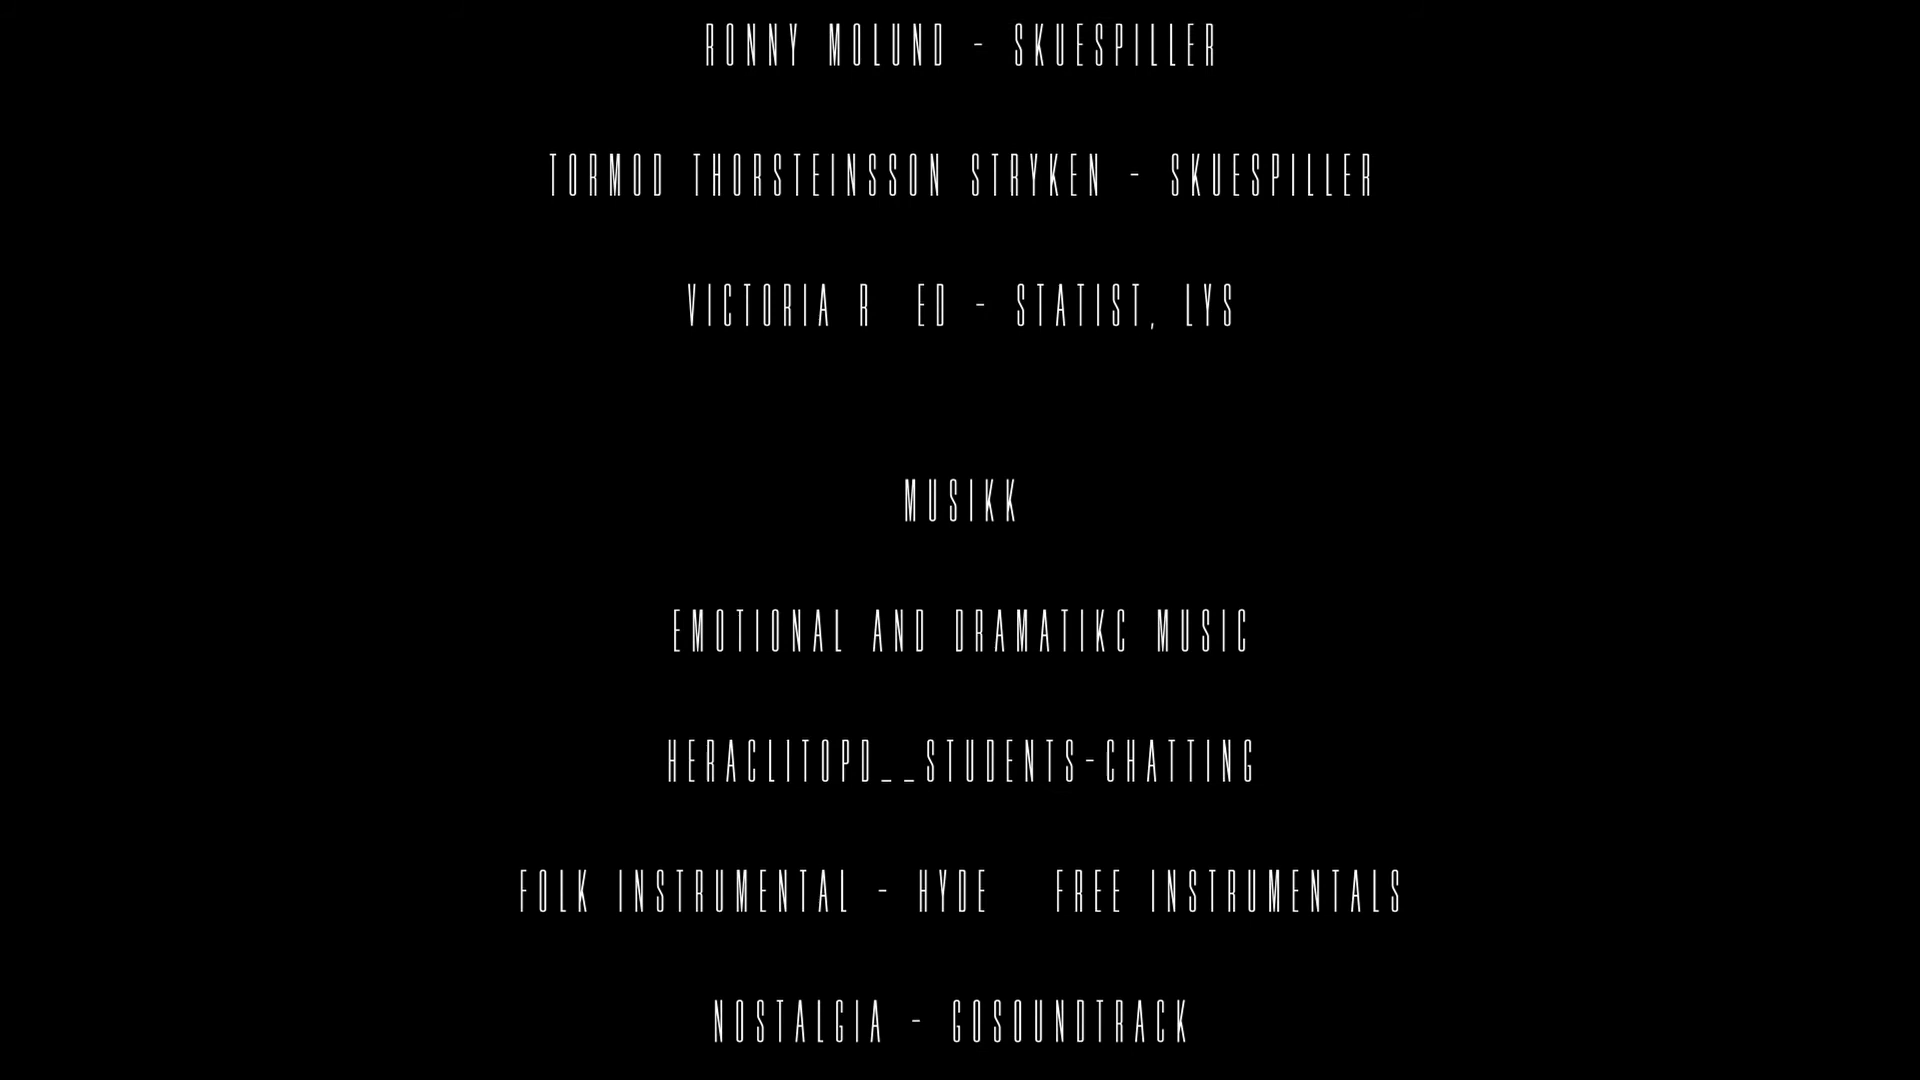 RONNY MOLUND - SKUESPILLER
TORMOD THORSTEINSSON STRYKEN - SKUESPILLER
VICTORIA R  ED - STATIST, LYS
MUSIKK
EMOTIONAL AND DRAMATIKC MUSIC
HERACLITOPD__STUDENTS-CHATTING
FOLK INSTRUMENTAL - HYDE   FREE INSTRUMENTALS
NOSTALGIA - GOSOUNDTRACK